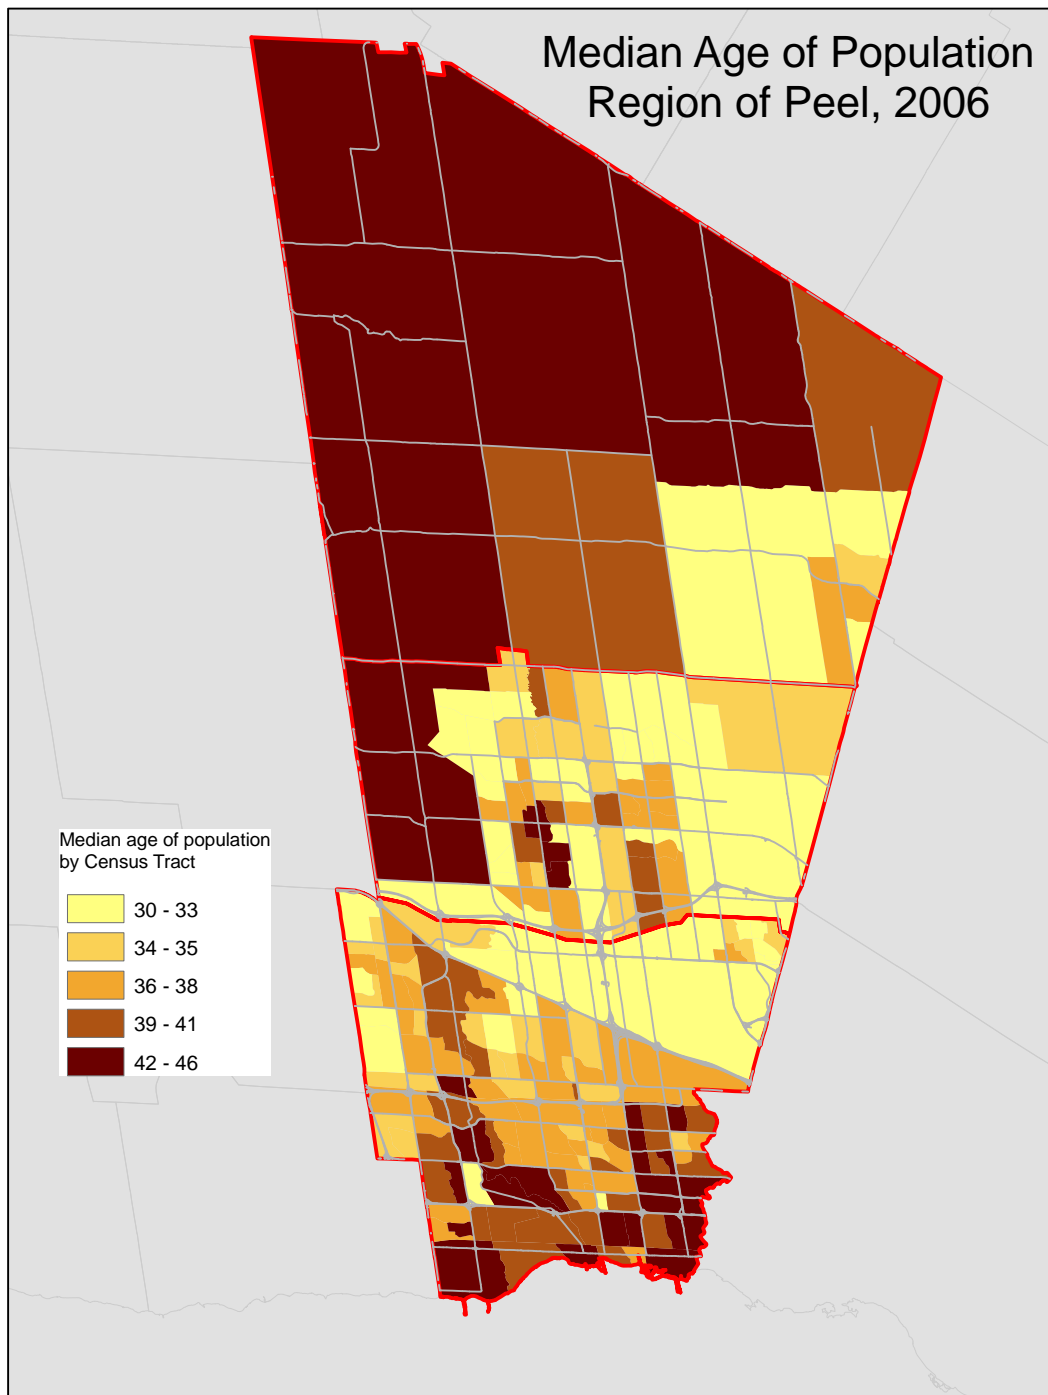 Median Age of Population
Region of Peel, 2006
Median age of population
by Census Tract
30 - 33
34 - 35
36 - 38
39 - 41
42 - 46